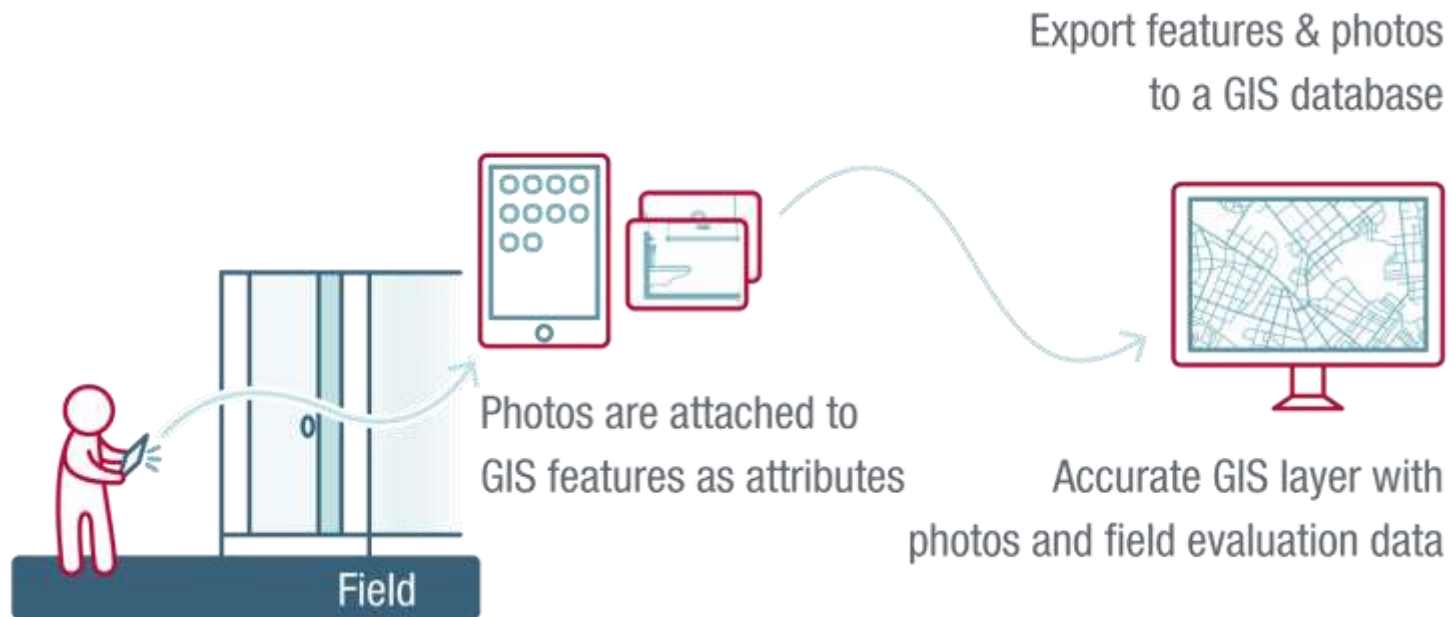 Export features & photos
to a GIS database
Photos are attached to
GIS features as attributes
Accurate GIS layer with
photos and field evaluation data
Field